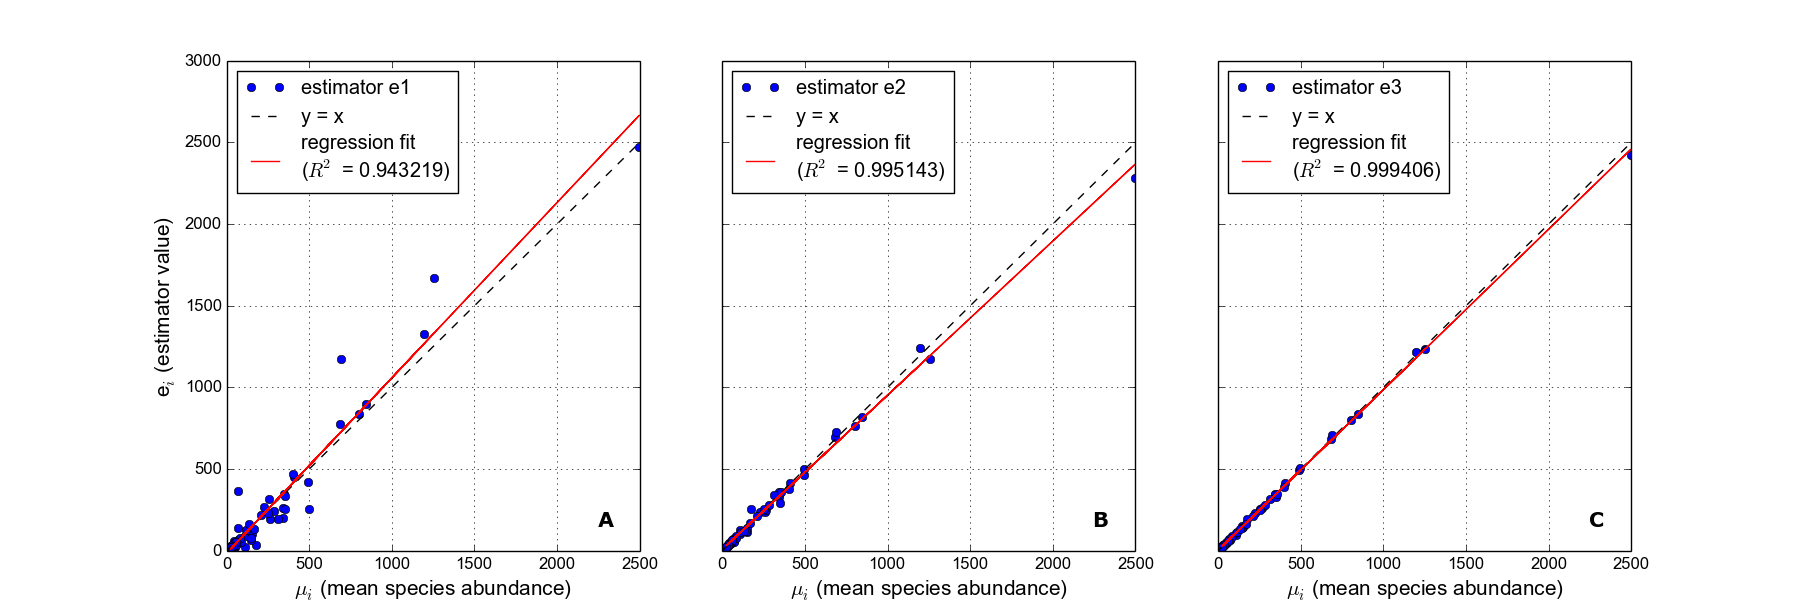 estimator e1
y = x
regression fit
(R² = 0.943219)
3000
2500
2000
1500
1000
500
0
e_i (estimator value)
A
0 500 1000 1500 2000 2500
μ_i (mean species abundance)
estimator e2
y = x
regression fit
(R² = 0.995143)
B
0 500 1000 1500 2000 2500
μ_i (mean species abundance)
estimator e3
y = x
regression fit
(R² = 0.999406)
C
0 500 1000 1500 2000 2500
μ_i (mean species abundance)